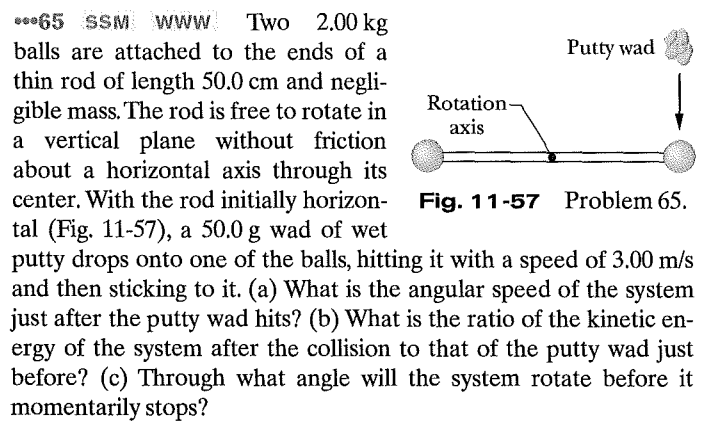 •••65 SSM WWW Two 2.00 kg
balls are attached to the ends of a
thin rod of length 50.0 cm and negli-
gible mass. The rod is free to rotate in
a vertical plane without friction
about a horizontal axis through its
center. With the rod initially horizon-
tal (Fig. 11-57), a 50.0 g wad of wet
putty drops onto one of the balls, hitting it with a speed of 3.00 m/s
and then sticking to it. (a) What is the angular speed of the system
just after the putty wad hits? (b) What is the ratio of the kinetic en-
ergy of the system after the collision to that of the putty wad just
before? (c) Through what angle will the system rotate before it
momentarily stops?
Putty wad
Rotation
axis
Fig. 11-57 Problem 65.